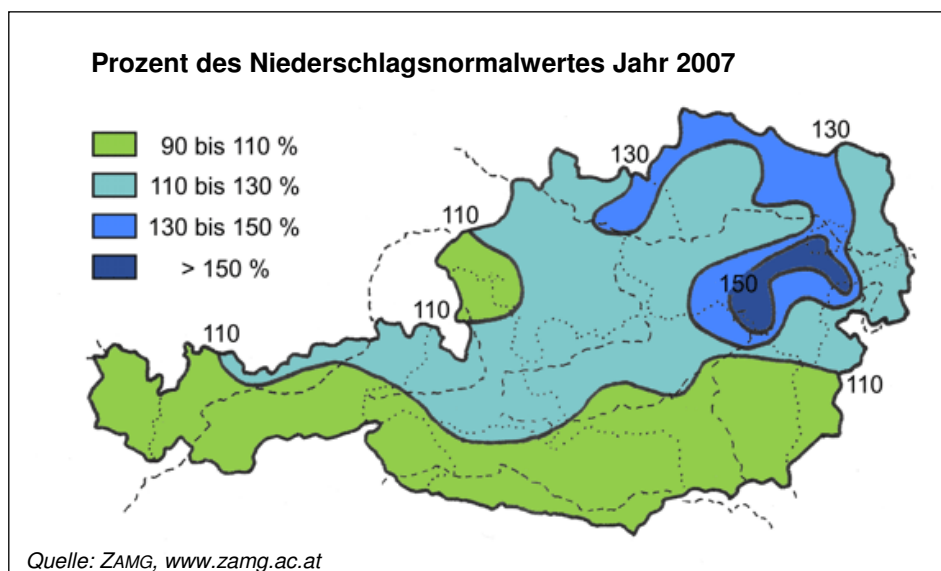 Prozent des Niederschlagsnormalwertes Jahr 2007
90 bis 110 %
110 bis 130 %
130 bis 150 %
> 150 %
130
130
110
150
110
110
110
Quelle: ZAMG, www.zamg.ac.at